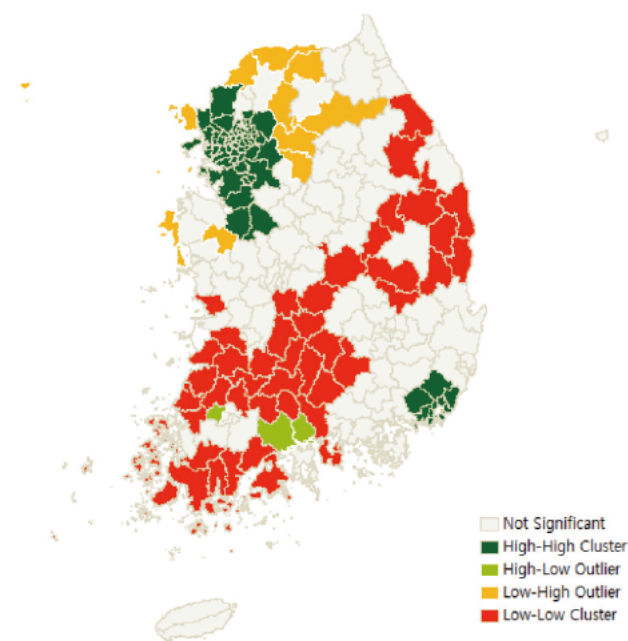 Not Significant
High-High Cluster
High-Low Outlier
Low-High Outlier
Low-Low Cluster